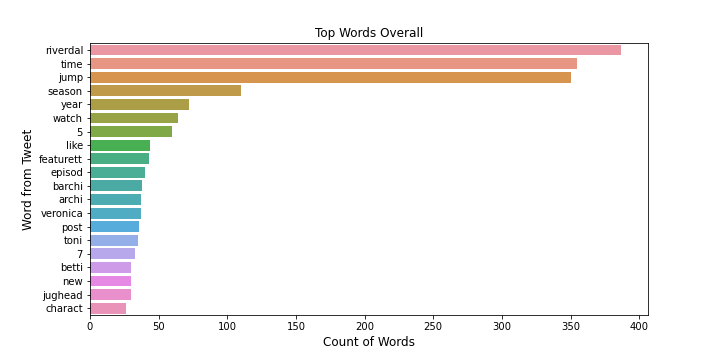 Top Words Overall
Word from Tweet
riverdal
time
jump
season
year
watch
5
like
featurett
episod
barchi
archi
veronica
post
toni
7
betti
new
jughead
charact
0 50 100 150 200 250 300 350 400
Count of Words